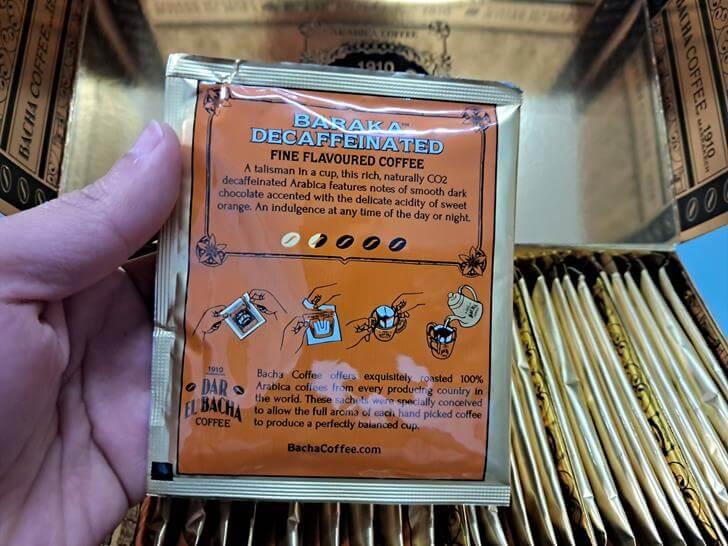 ARABICA COFFEE
1910
BACHA COFFEE
BACHA COFFEE 1910 MARRAKECH
BARAKA™
DECAFFEINATED
FINE FLAVOURED COFFEE
A talisman in a cup, this rich, naturally CO2
decaffeinated Arabica features notes of smooth dark
chocolate accented with the delicate acidity of sweet
orange. An indulgence at any time of the day or night.
1910
DAR
EL BACHA
COFFEE
Bacha Coffee offers exquisitely roasted 100%
Arabica coffees from every producing country in
the world. These sachets were specially conceived
to allow the full aroma of each hand picked coffee
to produce a perfectly balanced cup.
BachaCoffee.com